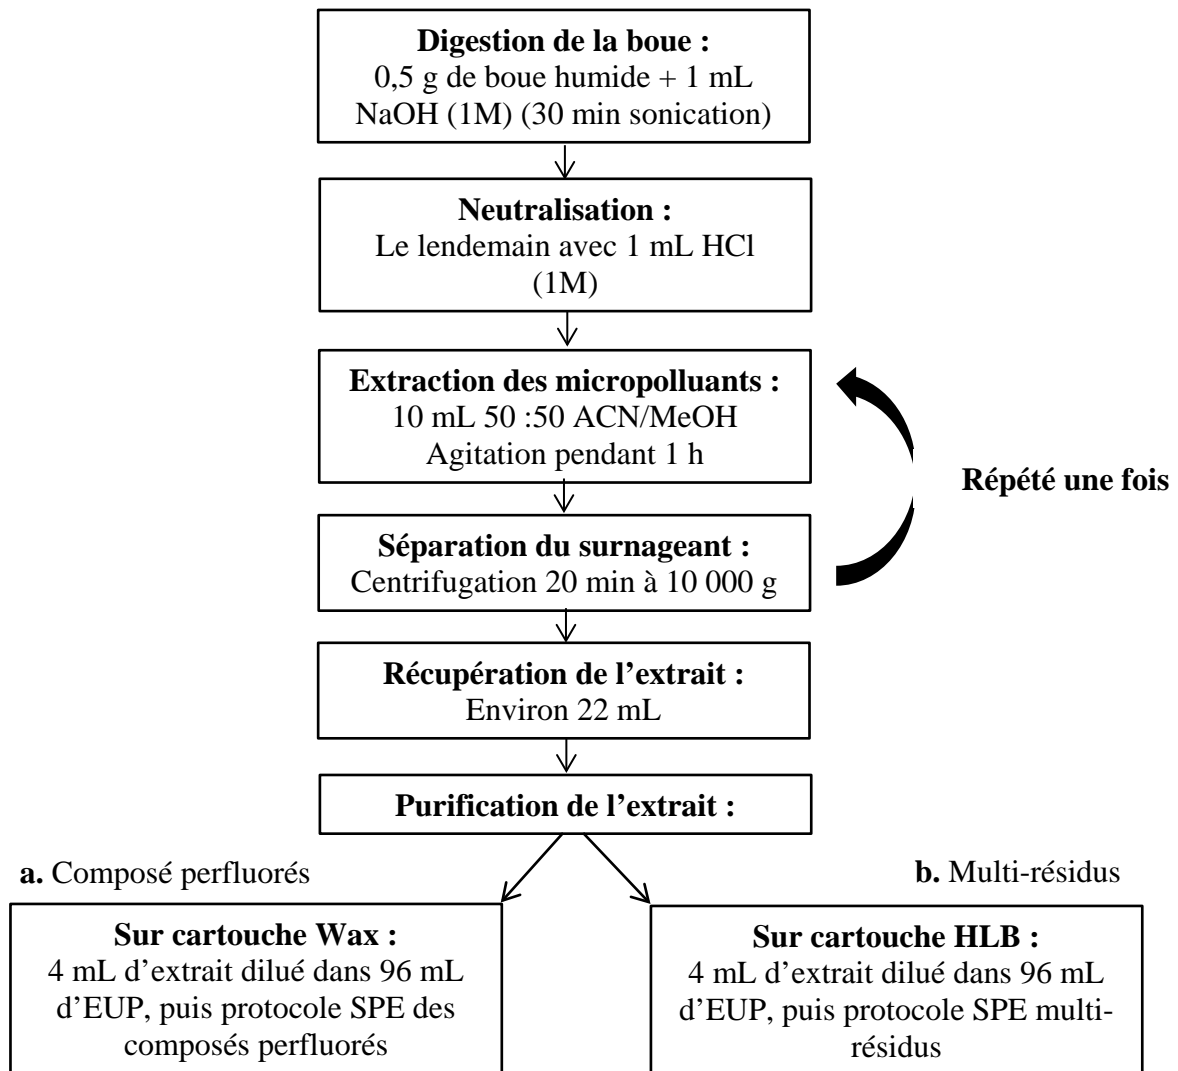 Digestion de la boue :
0,5 g de boue humide + 1 mL
NaOH (1M) (30 min sonication)
Neutralisation :
Le lendemain avec 1 mL HCl
(1M)
Extraction des micropolluants :
10 mL 50 :50 ACN/MeOH
Agitation pendant 1 h
Répété une fois
Séparation du surnageant :
Centrifugation 20 min à 10 000 g
Récupération de l’extrait :
Environ 22 mL
Purification de l’extrait :
a. Composé perfluorés
Sur cartouche Wax :
4 mL d’extrait dilué dans 96 mL
d’EUP, puis protocole SPE des
composés perfluorés
b. Multi-résidus
Sur cartouche HLB :
4 mL d’extrait dilué dans 96 mL
d’EUP, puis protocole SPE multi-
résidus